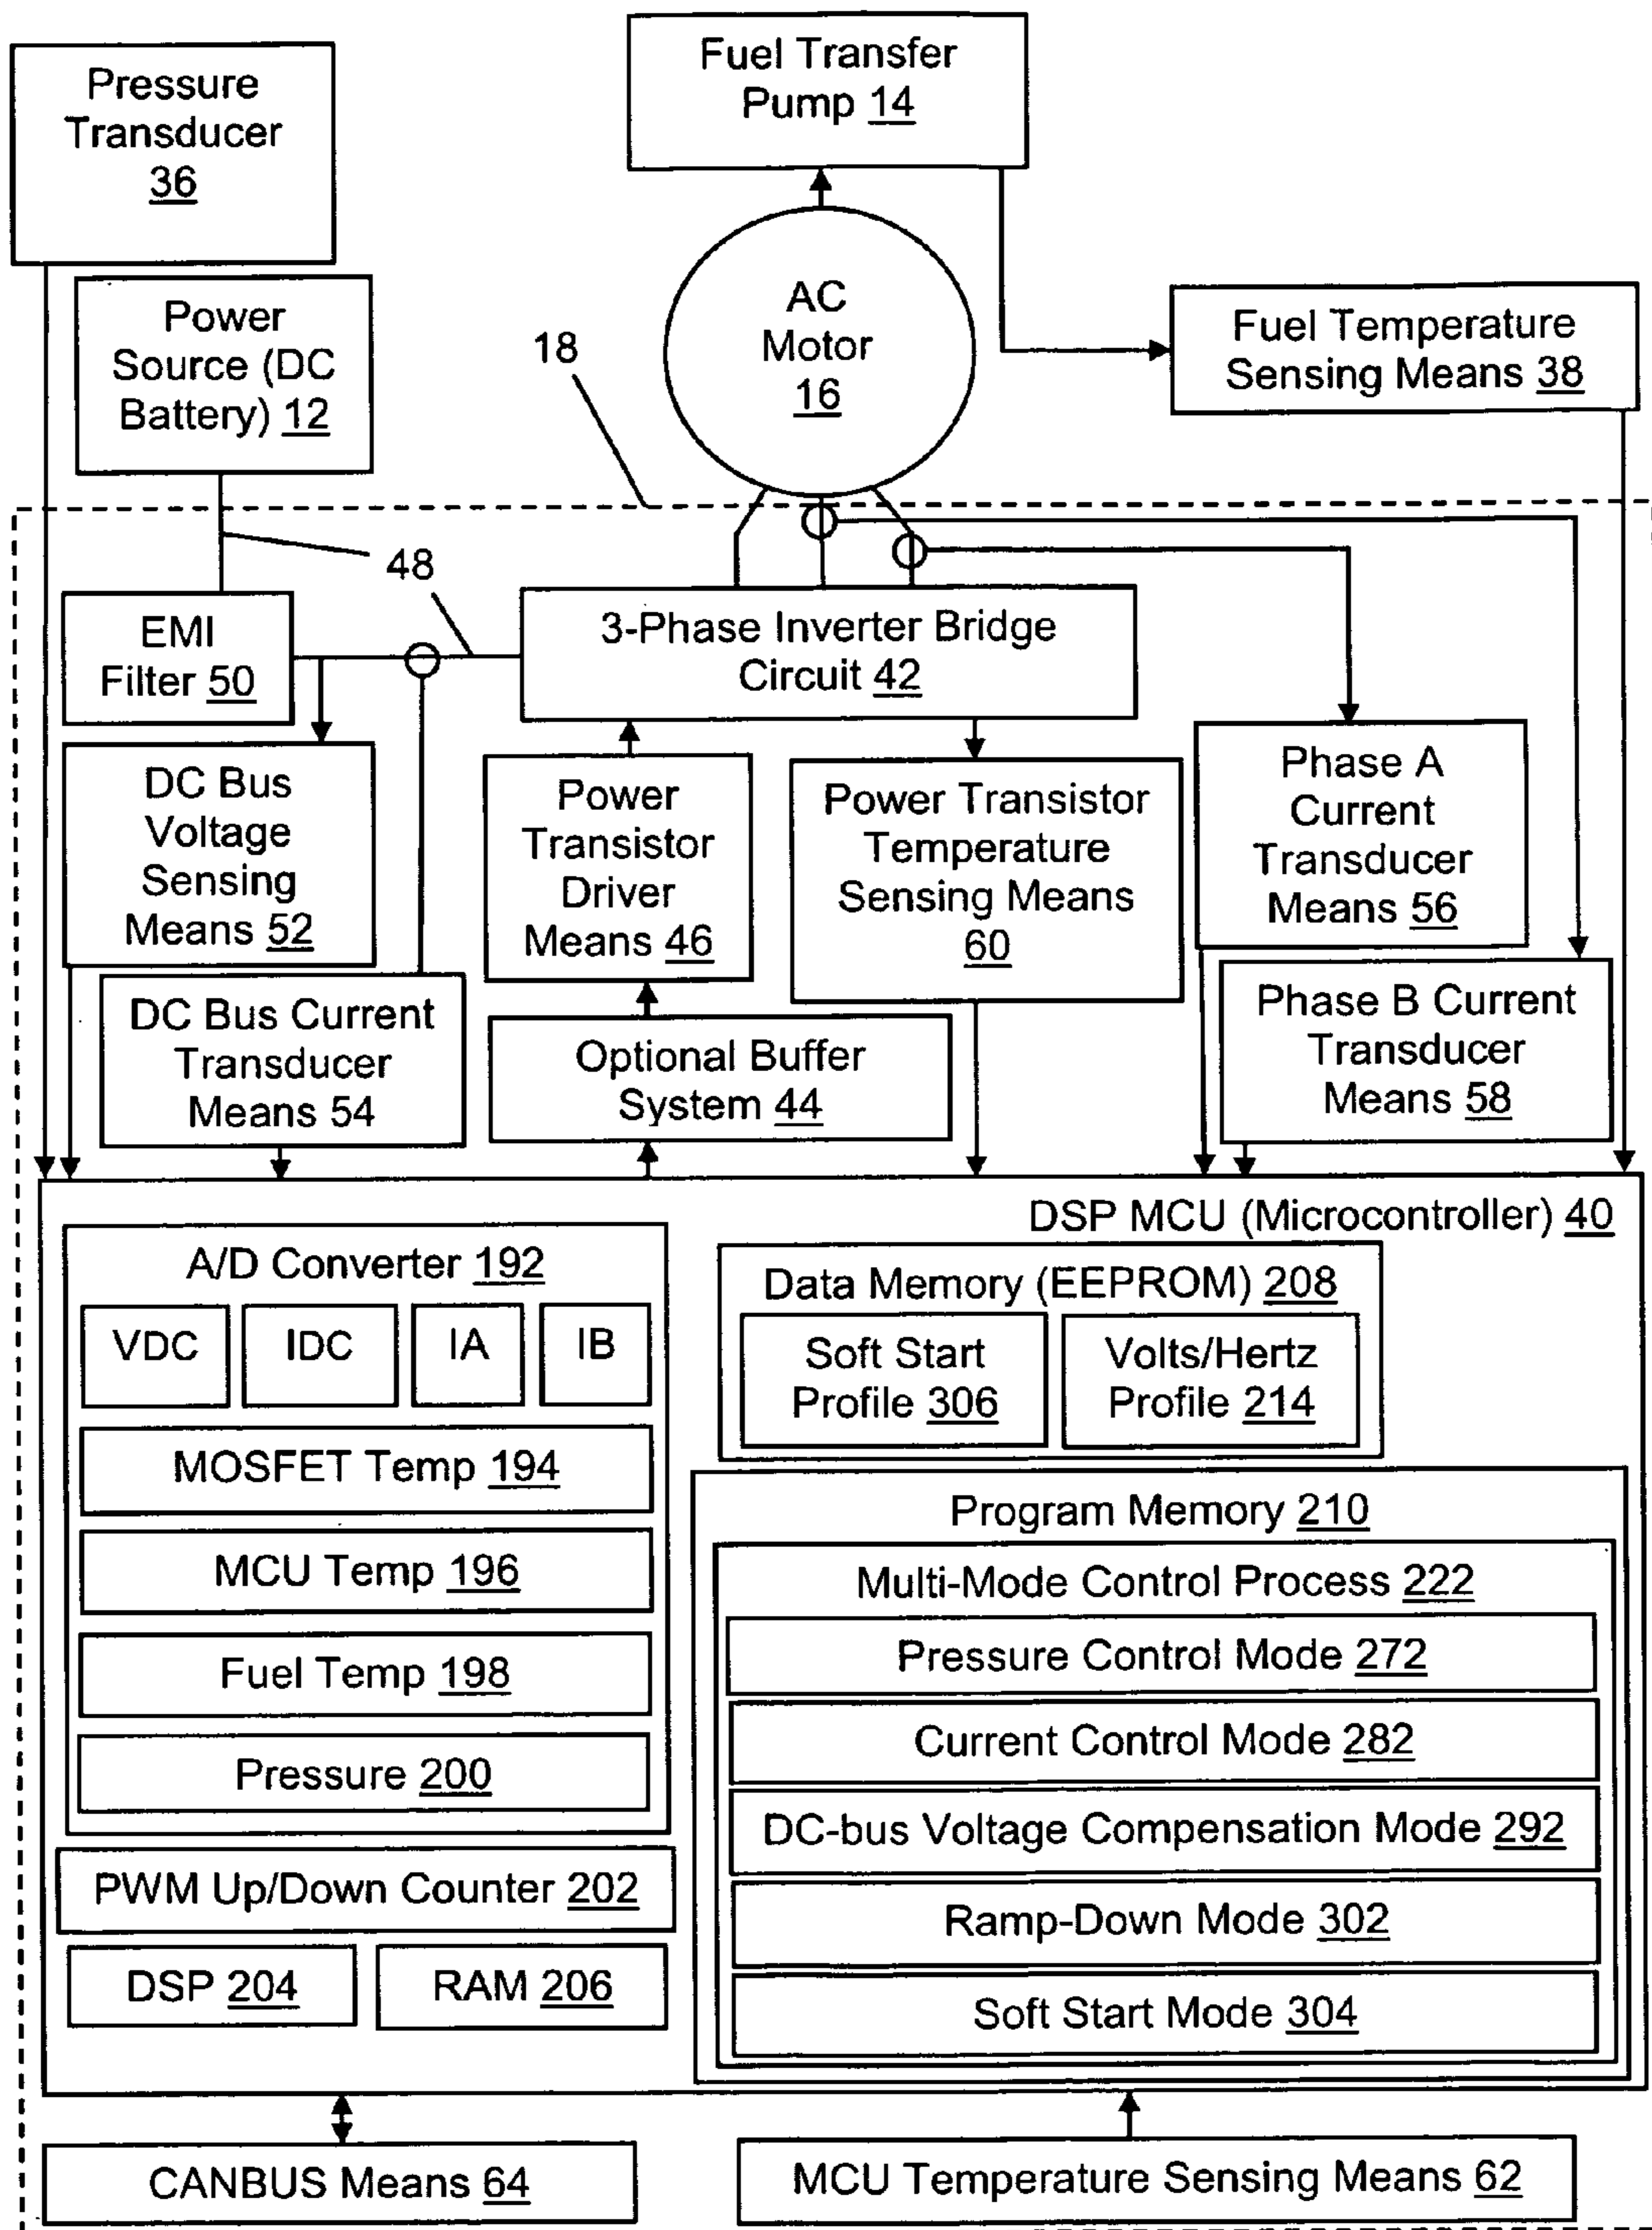 Pressure
Transducer
36
Fuel Transfer
Pump 14
Power
Source (DC
Battery) 12
AC
Motor
16
Fuel Temperature
Sensing Means 38
18
48
EMI
Filter 50
3-Phase Inverter Bridge
Circuit 42
DC Bus
Voltage
Sensing
Means 52
Power
Transistor
Driver
Means 46
Power Transistor
Temperature
Sensing Means
60
Phase A
Current
Transducer
Means 56
DC Bus Current
Transducer
Means 54
Optional Buffer
System 44
Phase B Current
Transducer
Means 58
DSP MCU (Microcontroller) 40
A/D Converter 192
VDC
IDC
IA
IB
MOSFET Temp 194
MCU Temp 196
Fuel Temp 198
Pressure 200
PWM Up/Down Counter 202
DSP 204
RAM 206
Data Memory (EEPROM) 208
Soft Start
Profile 306
Volts/Hertz
Profile 214
Program Memory 210
Multi-Mode Control Process 222
Pressure Control Mode 272
Current Control Mode 282
DC-bus Voltage Compensation Mode 292
Ramp-Down Mode 302
Soft Start Mode 304
CANBUS Means 64
MCU Temperature Sensing Means 62